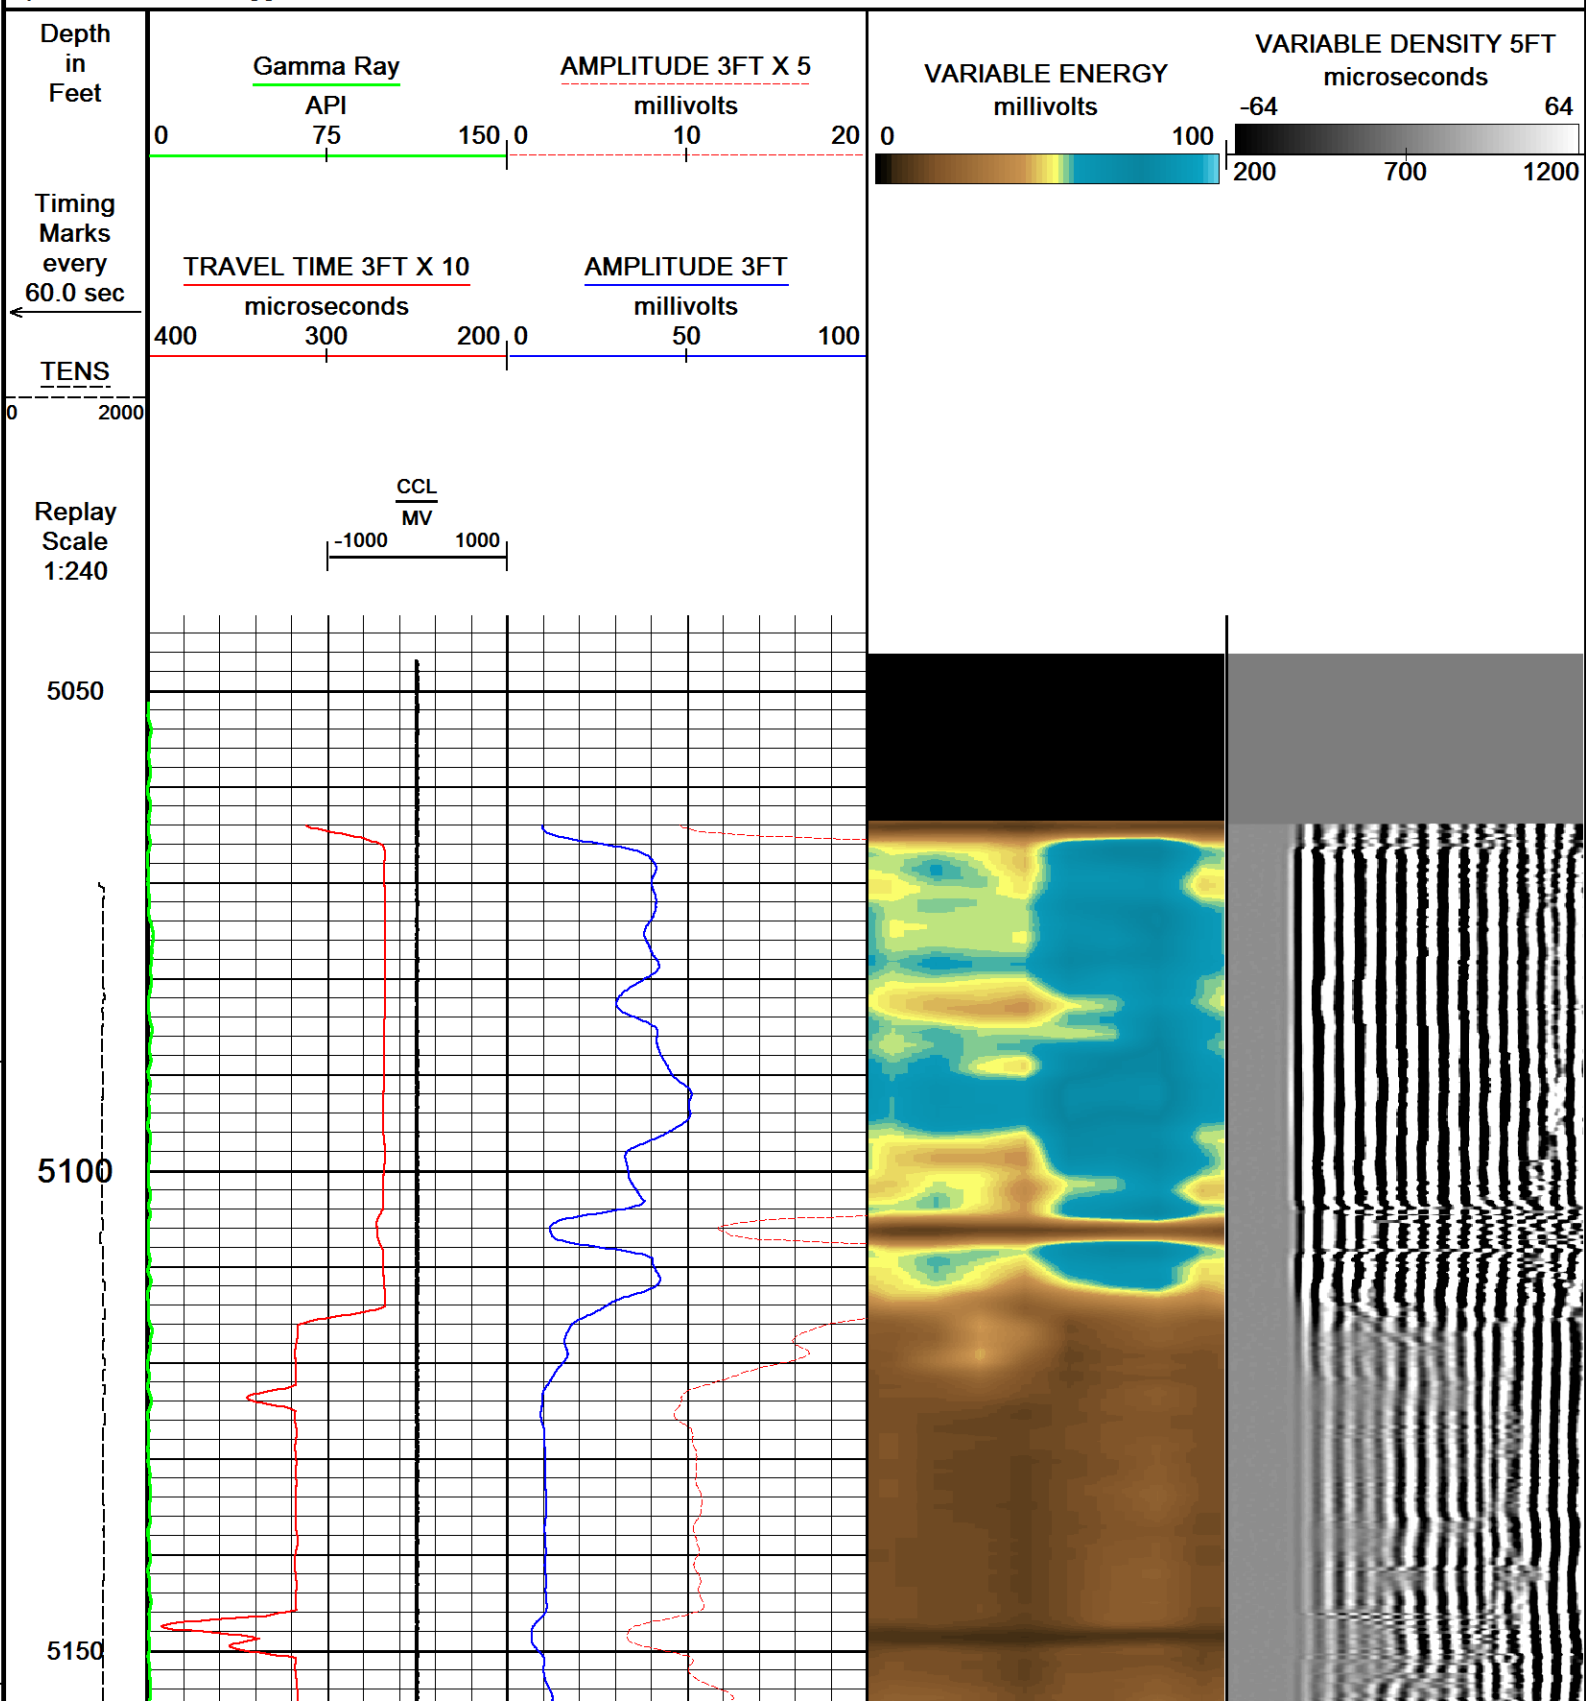 Depth
in
Feet
Timing
Marks
every
60.0 sec
TENS
0 2000
Replay
Scale
1:240
Gamma Ray
API
0 75 150
TRAVEL TIME 3FT X 10
microseconds
400 300 200
CCL
MV
-1000 1000
AMPLITUDE 3FT X 5
millivolts
0 10 20
AMPLITUDE 3FT
millivolts
0 50 100
VARIABLE ENERGY
millivolts
0 100
VARIABLE DENSITY 5FT
microseconds
-64 64
200 700 1200
5050
5100
5150